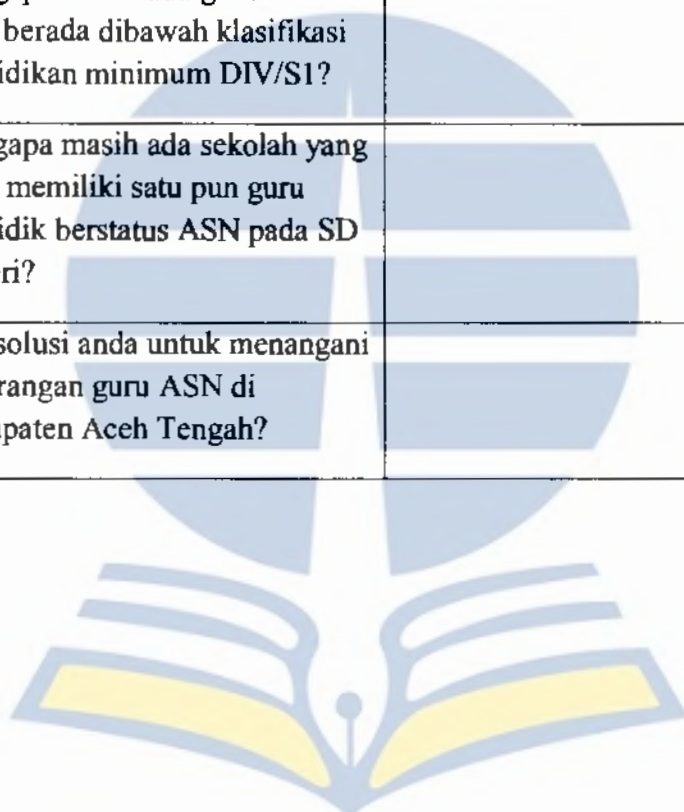 berada dibawah klasifikasi
idikan minimum DIV/S1?
gapa masih ada sekolah yang
memiliki satu pun guru
idik berstatus ASN pada SD
ri?
solusi anda untuk menangani
rangan guru ASN di
upaten Aceh Tengah?